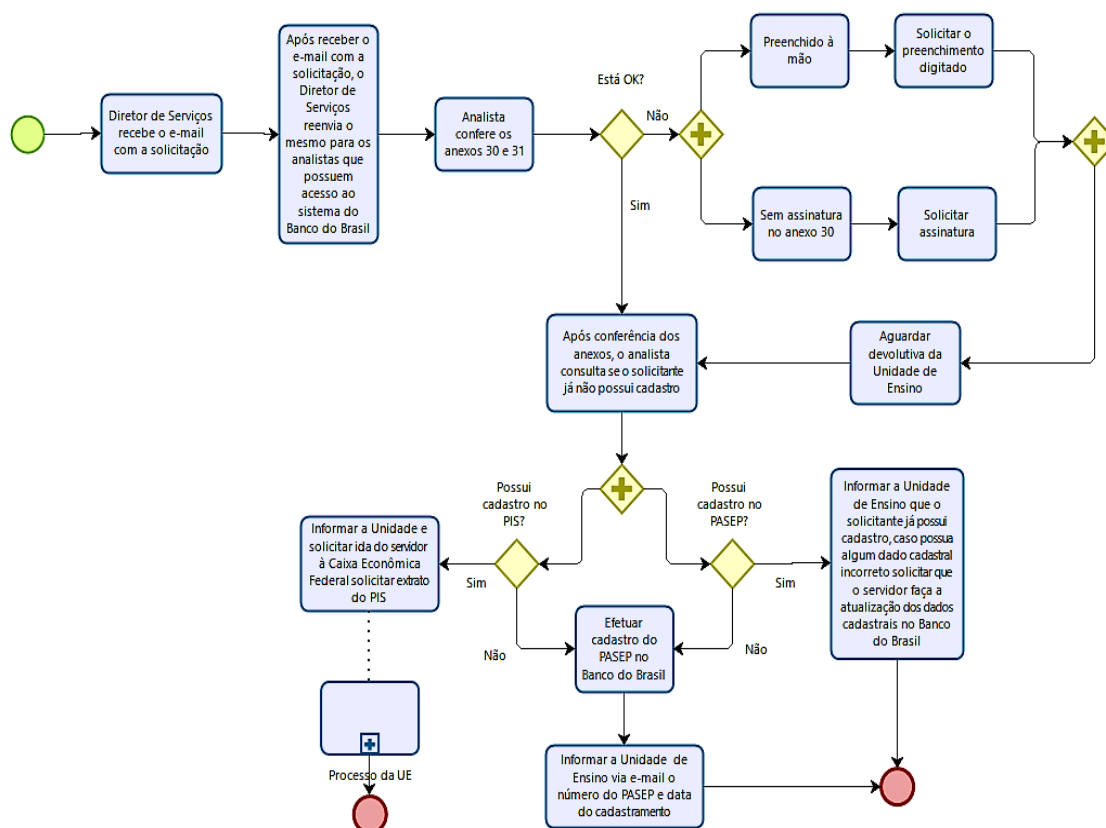 Diretor de Serviços
recebe o e-mail
com a solicitação
Após receber o
e-mail com a
solicitação, o
Diretor de
Serviços
reenvia o
mesmo para os
analistas que
possuem
acesso ao
sistema do
Banco do Brasil
Analista
confere os
anexos 30 e 31
Está OK?
Não
Sim
Preenchido à
mão
Solicitar o
preenchimento
digitado
Sem assinatura
no anexo 30
Solicitar
assinatura
Aguardar
devolutiva da
Unidade de
Ensino
Após conferência dos
anexos, o analista
consulta se o solicitante
já não possui cadastro
Possui
cadastro no
PIS?
Possui
cadastro no
PASEP?
Informar a Unidade e
solicitar ida do servidor
à Caixa Econômica
Federal solicitar extrato
do PIS
Sim
Não
Sim
Não
Informar a Unidade
de Ensino que o
solicitante já possui
cadastro, caso possua
algum dado cadastral
incorreto solicitar que
o servidor faça a
atualização dos dados
cadastrais no Banco
do Brasil
Efetuar
cadastro do
PASEP no
Banco do Brasil
Processo da UE
Informar a Unidade de
Ensino via e-mail o
número do PASEP e data
do cadastramento